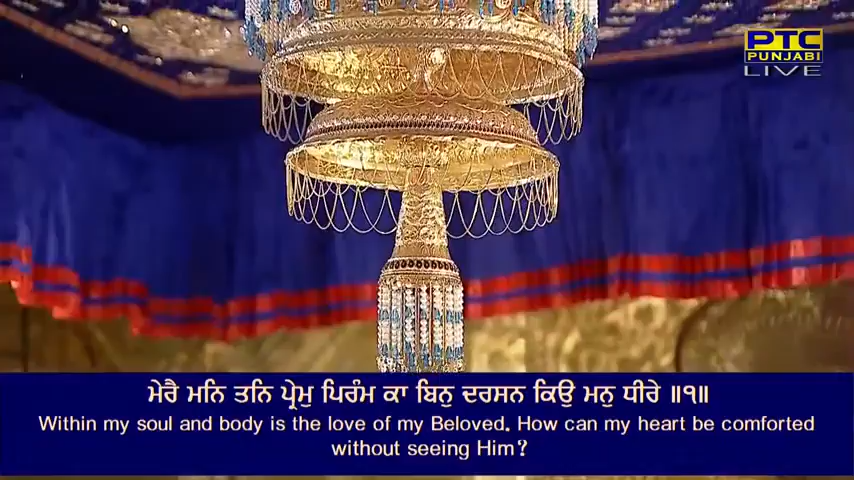 PTC
PUNJABI
LIVE
ਮੇਰੈ ਮਨਿ ਤਨਿ ਪ੍ਰੇਮੁ ਪਿਰੰਮ ਕਾ ਬਿਨੁ ਦਰਸਨ ਕਿਉ ਮਨੁ ਧੀਰੇ ॥੧॥
Within my soul and body is the love of my Beloved. How can my heart be comforted
without seeing Him?